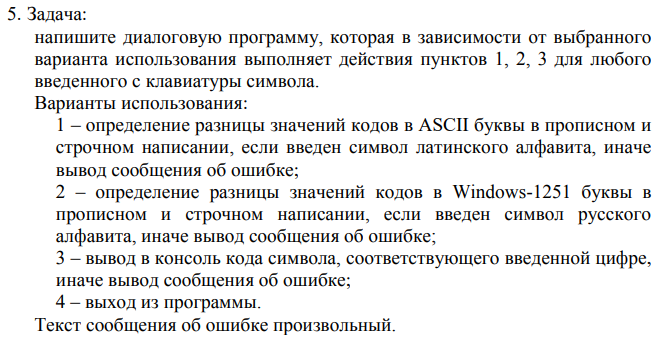 5. Задача:
напишите диалоговую программу, которая в зависимости от выбранного
варианта использования выполняет действия пунктов 1, 2, 3 для любого
введенного с клавиатуры символа.
Варианты использования:
1 – определение разницы значений кодов в ASCII буквы в прописном и
строчном написании, если введен символ латинского алфавита, иначе
вывод сообщения об ошибке;
2 – определение разницы значений кодов в Windows-1251 буквы в
прописном и строчном написании, если введен символ русского
алфавита, иначе вывод сообщения об ошибке;
3 – вывод в консоль кода символа, соответствующего введенной цифре,
иначе вывод сообщения об ошибке;
4 – выход из программы.
Текст сообщения об ошибке произвольный.